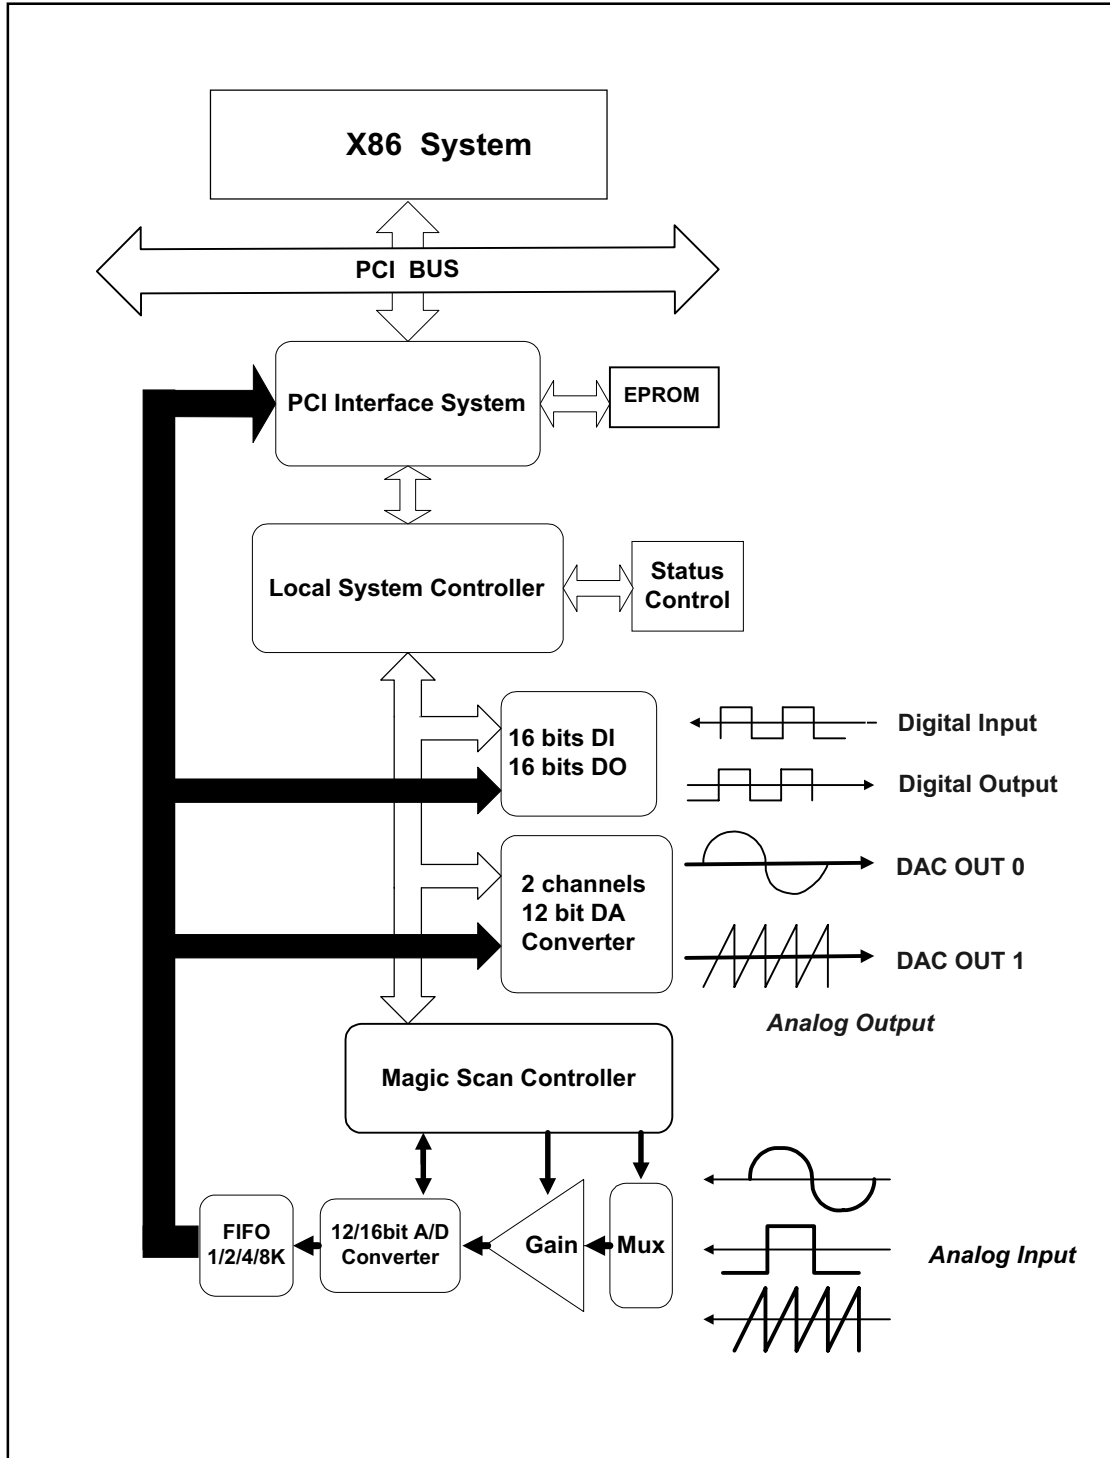 X86 System
PCI BUS
PCI Interface System
EPROM
Local System Controller
Status
Control
16 bits DI
16 bits DO
Digital Input
Digital Output
2 channels
12 bit DA
Converter
DAC OUT 0
DAC OUT 1
Analog Output
Magic Scan Controller
FIFO
1/2/4/8K
12/16bit A/D
Converter
Gain
Mux
Analog Input